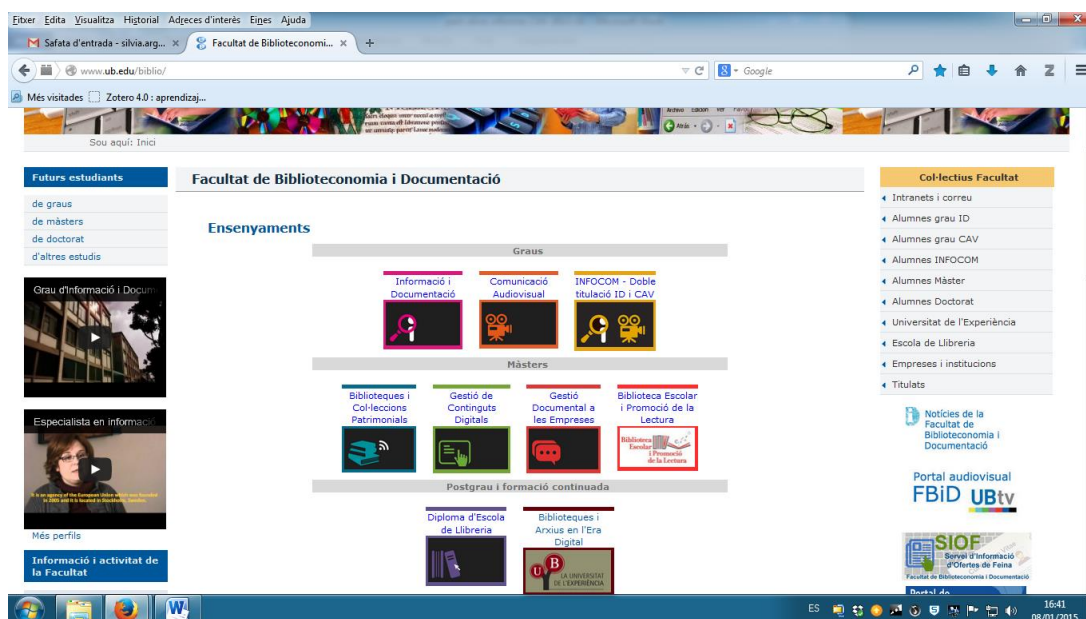 Fitxer Edita Visualitza Historial Adreces d'interès Eines Ajuda
Safata d'entrada - silvia.arg... ×
Facultat de Biblioteconomi... ×
+
www.ub.edu/biblio/
Google
Més visitades
Zotero 4.0 : aprendizaj...
Sou aquí: Inici
Futurs estudiants
de graus
de màsters
de doctorat
d'altres estudis
Grau d'Informació i Docum
Especialista en informaci
Més perfils
Informació i activitat de
la Facultat
Facultat de Biblioteconomia i Documentació
Ensenyaments
Graus
Informació i
Documentació
Comunicació
Audiovisual
INFOCOM - Doble
titulació ID i CAV
Màsters
Biblioteques i
Col·leccions
Patrimonials
Gestió de
Continguts
Digitals
Gestió
Documental a
les Empreses
Biblioteca Escolar
i Promoció de la
Lectura
Biblioteca
Escolar
i Promoció
de la Lectura
Postgrau i formació continuada
Diploma d'Escola
de Llibreria
Biblioteques i
Arxius en l'Era
Digital
UB
LA UNIVERSITAT
DE L'EXPERIÈNCIA
Col·lectius Facultat
Intranets i correu
Alumnes grau ID
Alumnes grau CAV
Alumnes INFOCOM
Alumnes Màster
Alumnes Doctorat
Universitat de l'Experiència
Escola de Llibreria
Empreses i institucions
Titulats
Notícies de la
Facultat de
Biblioteconomia i
Documentació
Portal audiovisual
FBiD UBtv
SIOF
Servei d'Informació
d'Ofertes de Feina
Facultat de Biblioteconomia i Documentació
Portal de
ES
16:41
08/01/2015